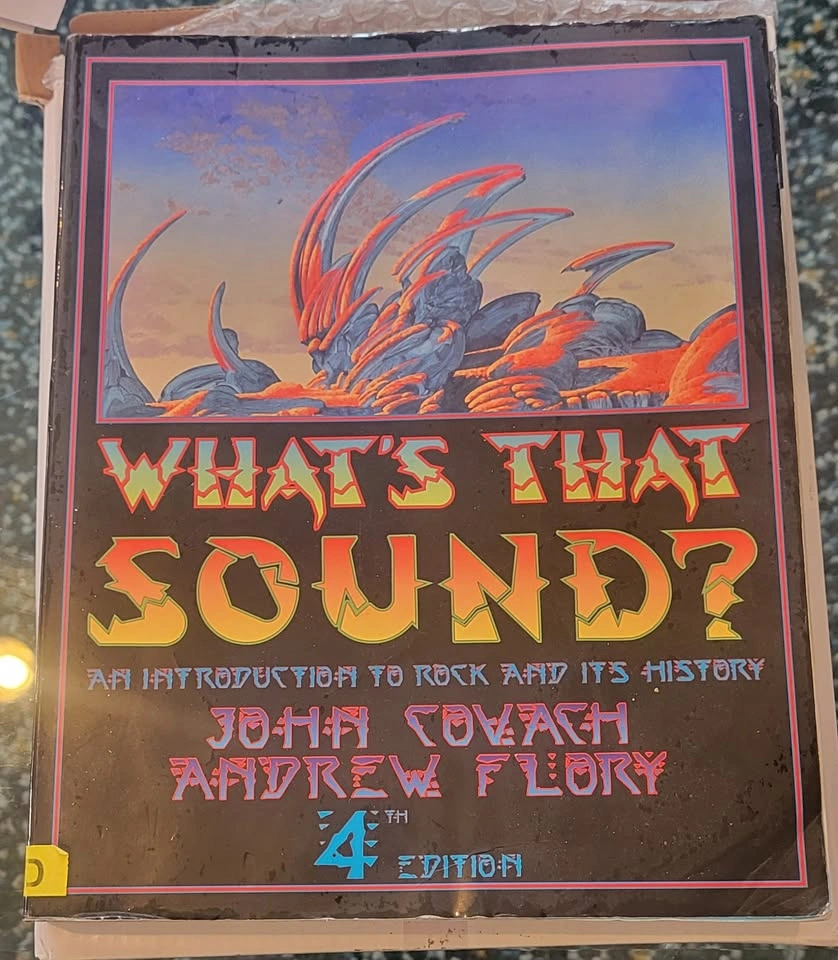 WHAT'S THAT
SOUND?
AN INTRODUCTION TO ROCK AND ITS HISTORY
JOHN COVACH
ANDREW FLORY
4TH EDITION
D